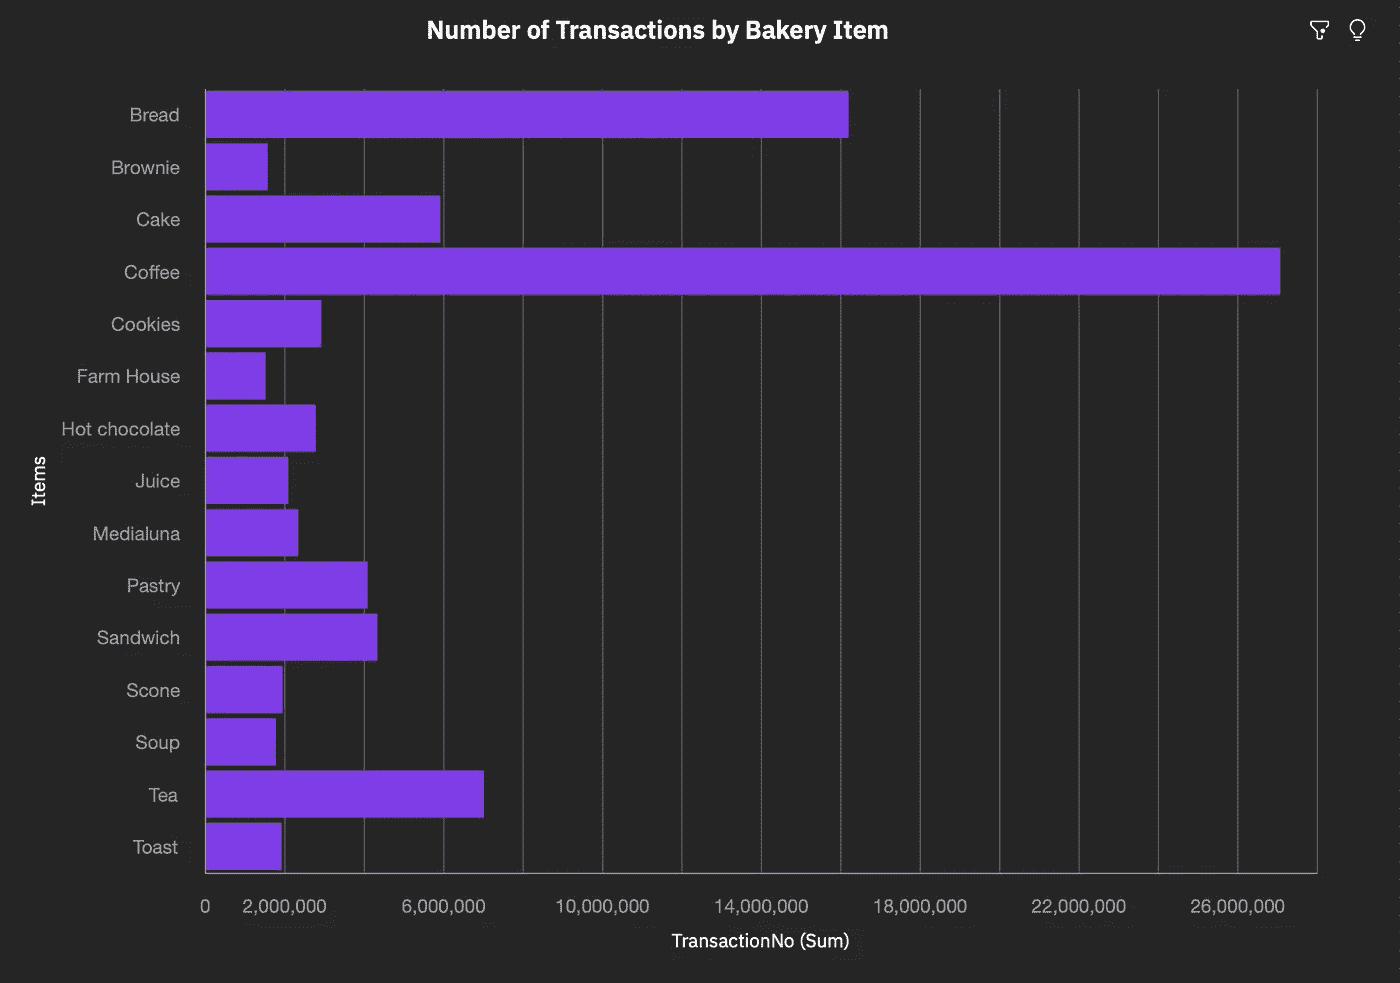 Number of Transactions by Bakery Item
Bread
Brownie
Cake
Coffee
Cookies
Farm House
Hot chocolate
Juice
Medialuna
Pastry
Sandwich
Scone
Soup
Tea
Toast
Items
0 2,000,000 6,000,000 10,000,000 14,000,000 18,000,000 22,000,000 26,000,000
TransactionNo (Sum)